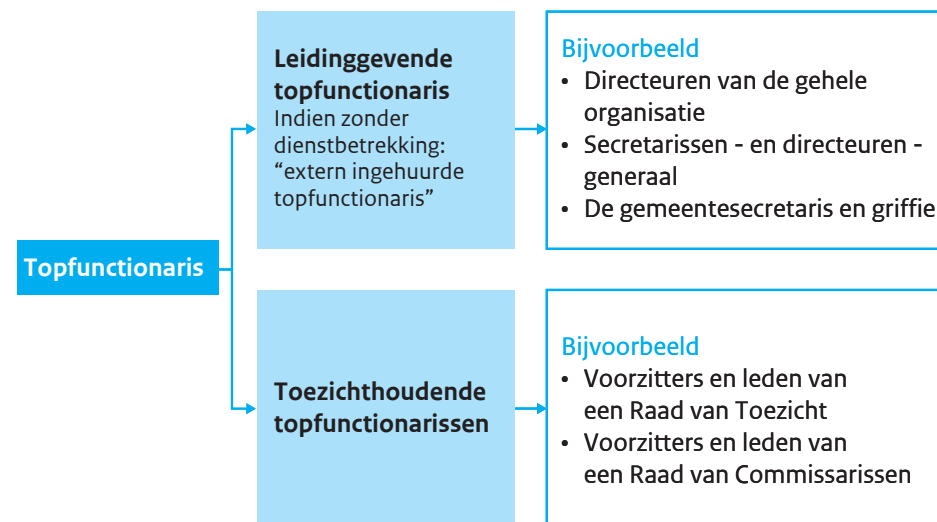 Topfunctionaris
Leidinggevende
topfunctionaris
Indien zonder
dienstbetrekking:
“extern ingehuurde
topfunctionaris”
Bijvoorbeeld
• Directeuren van de gehele
organisatie
• Secretarissen - en directeuren -
generaal
• De gemeentesecretaris en griffie
Toezichthoudende
topfunctionarissen
Bijvoorbeeld
• Voorzitters en leden van
een Raad van Toezicht
• Voorzitters en leden van
een Raad van Commissarissen